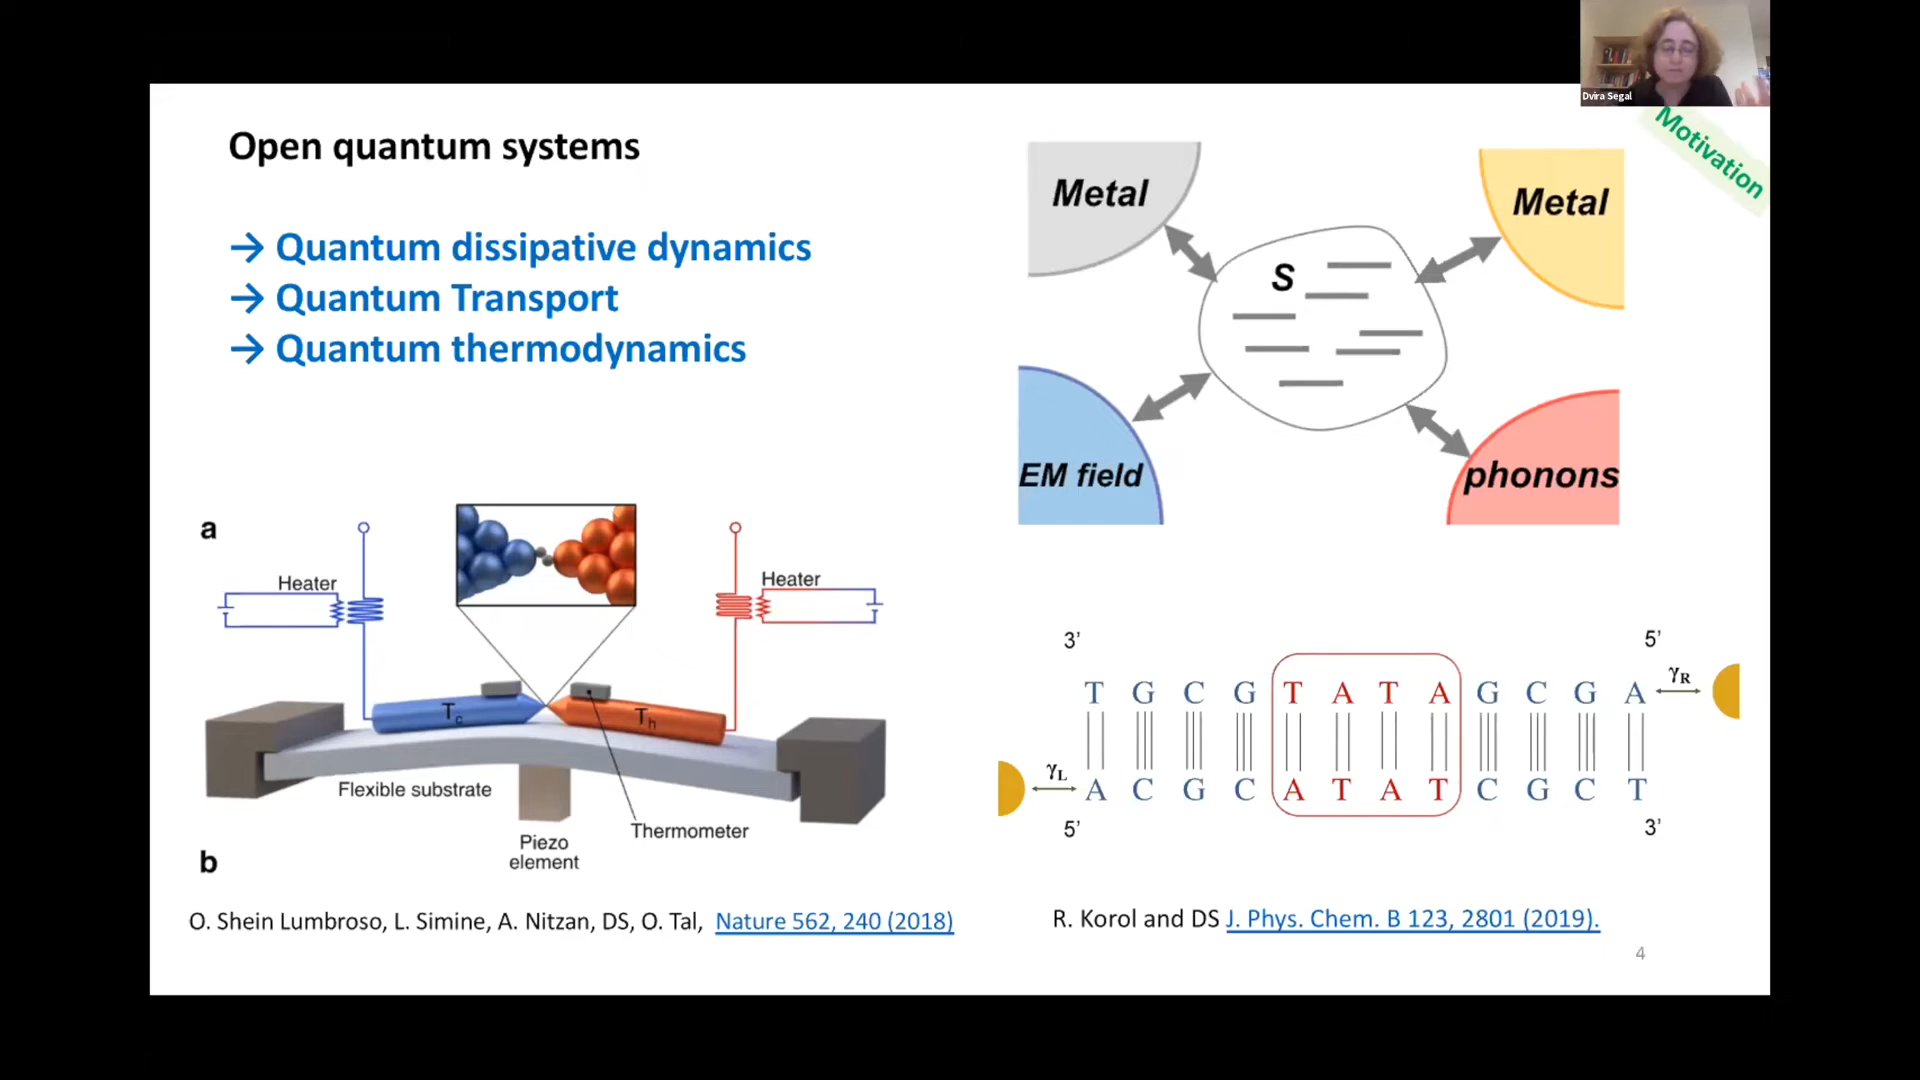 Dvira Segal
Motivation
Open quantum systems
→ Quantum dissipative dynamics
→ Quantum Transport
→ Quantum thermodynamics
Metal
Metal
S
EM field
phonons
a
Heater
Heater
Tc
Th
Flexible substrate
Thermometer
Piezo
element
b
O. Shein Lumbroso, L. Simine, A. Nitzan, DS, O. Tal, Nature 562, 240 (2018)
3’ 5’
T G C G T A T A G C G A γR
γL A C G C A T A T C G C T
5’ 3’
R. Korol and DS J. Phys. Chem. B 123, 2801 (2019).
4